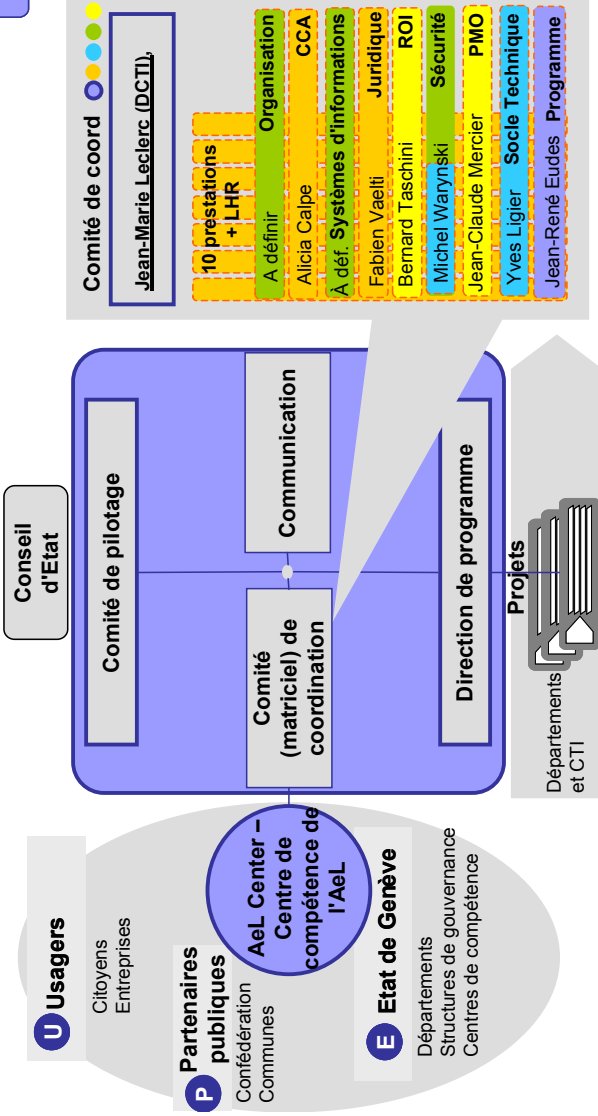 U Usagers
Citoyens
Entreprises
P Partenaires
publiques
Confédération
Communes
E Etat de Genève
Départements
Structures de gouvernance
Centres de compétence
AeL Center –
Centre de
compétence de
l'AeL
Conseil
d'Etat
Comité de pilotage
Comité
(matriciel) de
coordination
Communication
Direction de programme
Projets
Départements
et CTI
Comité de coord
Jean-Marie Leclerc (DCTI),
10 prestations
+ LHR
A définir Organisation
Alicia Calpe CCA
À déf. Systèmes d'informations
Fabien Vaelti Juridique
Bernard Taschini ROI
Michel Warynski Sécurité
Jean-Claude Mercier PMO
Yves Ligier Socle Technique
Jean-René Eudes Programme